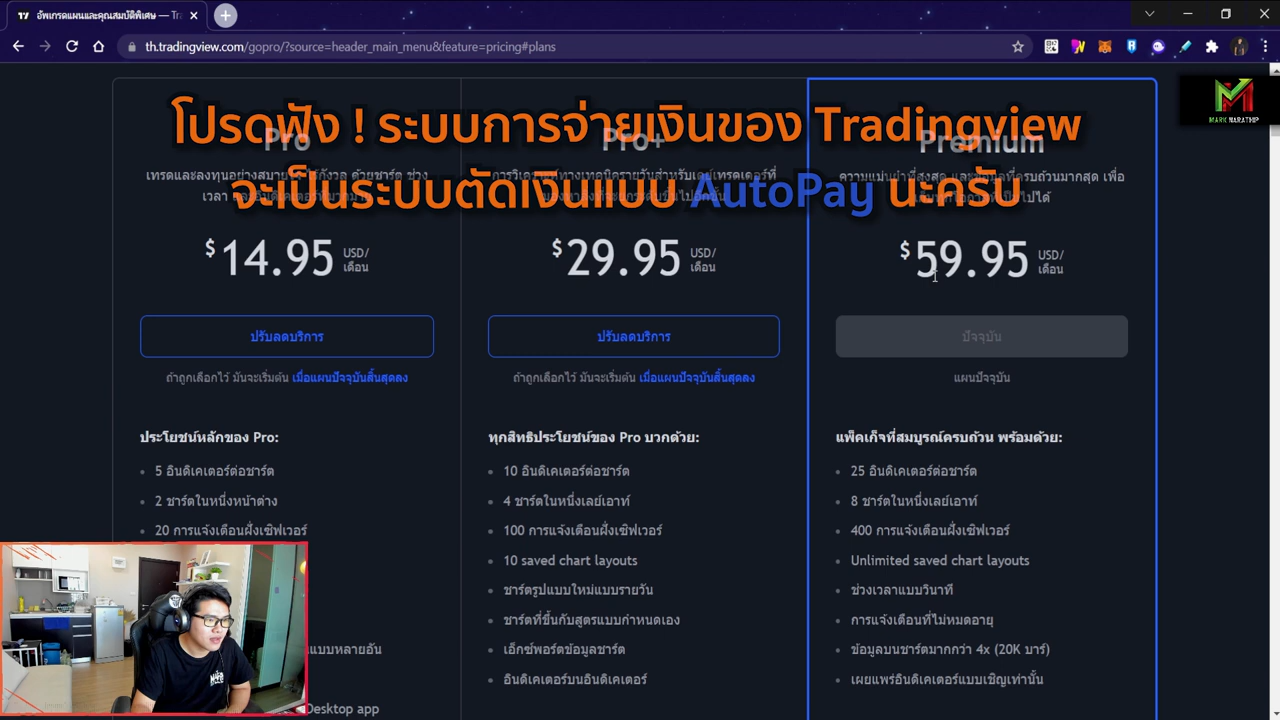 อัพเกรดแผนและคุณสมบัติพิเศษ — Tra
th.tradingview.com/gopro/?source=header_main_menu&feature=pricing#plans
MARK NARATHIP
โปรดฟัง ! ระบบการจ่ายเงินของ Tradingview
จะเป็นระบบตัดเงินแบบ AutoPay นะครับ
Pro
Pro+
Premium
$14.95 USD/เดือน
$29.95 USD/เดือน
$59.95 USD/เดือน
ปรับลดบริการ
ปรับลดบริการ
ปัจจุบัน
ถ้าถูกเลือกไว้ มันจะเริ่มต้น เมื่อแผนปัจจุบันสิ้นสุดลง
ถ้าถูกเลือกไว้ มันจะเริ่มต้น เมื่อแผนปัจจุบันสิ้นสุดลง
แผนปัจจุบัน
ประโยชน์หลักของ Pro:
5 อินดิเคเตอร์ต่อชาร์ต
2 ชาร์ตในหนึ่งหน้าต่าง
20 การแจ้งเตือนฝั่งเซิฟเวอร์
แบบหลายอัน
Desktop app
ทุกสิทธิประโยชน์ของ Pro บวกด้วย:
10 อินดิเคเตอร์ต่อชาร์ต
4 ชาร์ตในหนึ่งเลย์เอาท์
100 การแจ้งเตือนฝั่งเซิฟเวอร์
10 saved chart layouts
ชาร์ตรูปแบบใหม่แบบรายวัน
ชาร์ตที่ขึ้นกับสูตรแบบกำหนดเอง
เอ็กซ์พอร์ตข้อมูลชาร์ต
อินดิเคเตอร์บนอินดิเคเตอร์
แพ็คเก็จที่สมบูรณ์ครบถ้วน พร้อมด้วย:
25 อินดิเคเตอร์ต่อชาร์ต
8 ชาร์ตในหนึ่งเลย์เอาท์
400 การแจ้งเตือนฝั่งเซิฟเวอร์
Unlimited saved chart layouts
ช่วงเวลาแบบวินาที
การแจ้งเตือนที่ไม่หมดอายุ
ข้อมูลบนชาร์ตมากกว่า 4x (20K บาร์)
เผยแพร่อินดิเคเตอร์แบบเชิญเท่านั้น